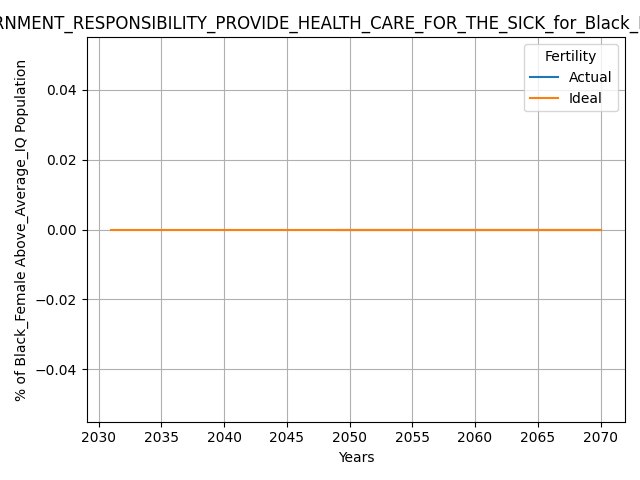 RNMENT_RESPONSIBILITY_PROVIDE_HEALTH_CARE_FOR_THE_SICK_for_Black_
Fertility
Actual
Ideal
% of Black_Female Above_Average_IQ Population
0.04
0.02
0.00
−0.02
−0.04
2030 2035 2040 2045 2050 2055 2060 2065 2070
Years